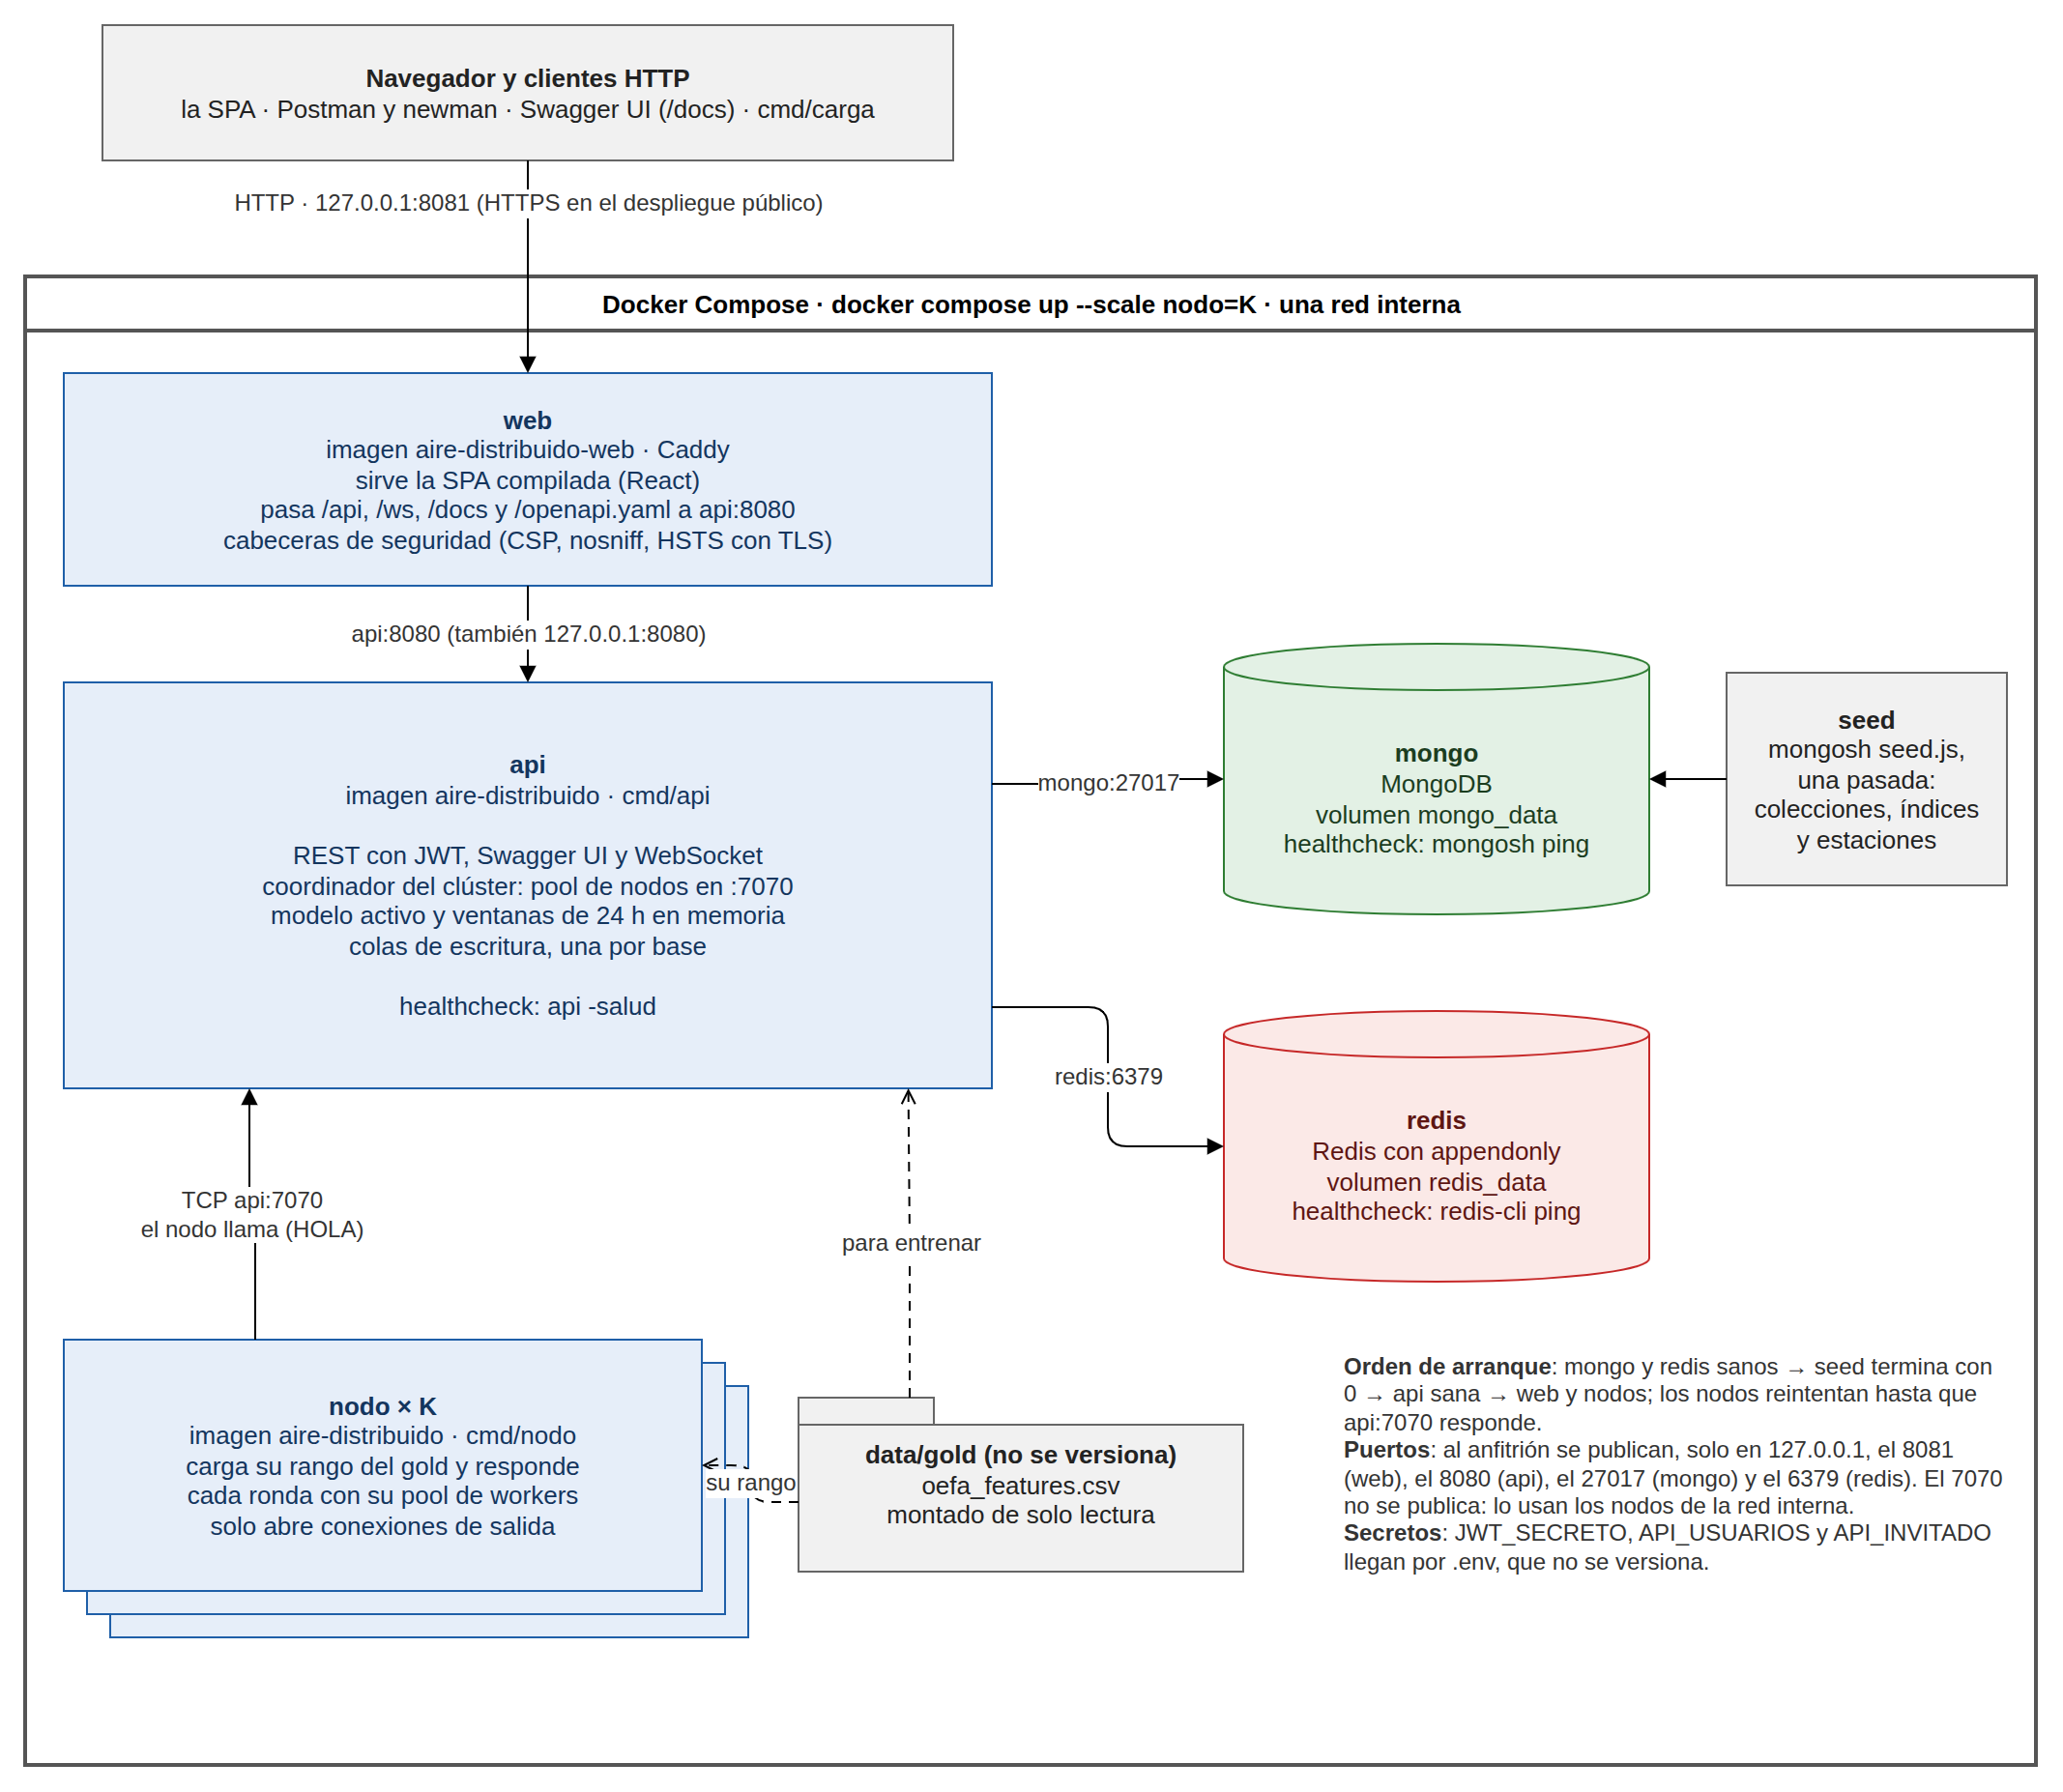 Navegador y clientes HTTP
la SPA · Postman y newman · Swagger UI (/docs) · cmd/carga
HTTP · 127.0.0.1:8081 (HTTPS en el despliegue público)
Docker Compose · docker compose up --scale nodo=K · una red interna
web
imagen aire-distribuido-web · Caddy
sirve la SPA compilada (React)
pasa /api, /ws, /docs y /openapi.yaml a api:8080
cabeceras de seguridad (CSP, nosniff, HSTS con TLS)
api:8080 (también 127.0.0.1:8080)
api
imagen aire-distribuido · cmd/api
REST con JWT, Swagger UI y WebSocket
coordinador del clúster: pool de nodos en :7070
modelo activo y ventanas de 24 h en memoria
colas de escritura, una por base
healthcheck: api -salud
mongo:27017
mongo
MongoDB
volumen mongo_data
healthcheck: mongosh ping
seed
mongosh seed.js,
una pasada:
colecciones, índices
y estaciones
redis:6379
redis
Redis con appendonly
volumen redis_data
healthcheck: redis-cli ping
TCP api:7070
el nodo llama (HOLA)
para entrenar
nodo × K
imagen aire-distribuido · cmd/nodo
carga su rango del gold y responde
cada ronda con su pool de workers
solo abre conexiones de salida
su rango
data/gold (no se versiona)
oefa_features.csv
montado de solo lectura
Orden de arranque: mongo y redis sanos → seed termina con
0 → api sana → web y nodos; los nodos reintentan hasta que
api:7070 responde.
Puertos: al anfitrión se publican, solo en 127.0.0.1, el 8081
(web), el 8080 (api), el 27017 (mongo) y el 6379 (redis). El 7070
no se publica: lo usan los nodos de la red interna.
Secretos: JWT_SECRETO, API_USUARIOS y API_INVITADO
llegan por .env, que no se versiona.